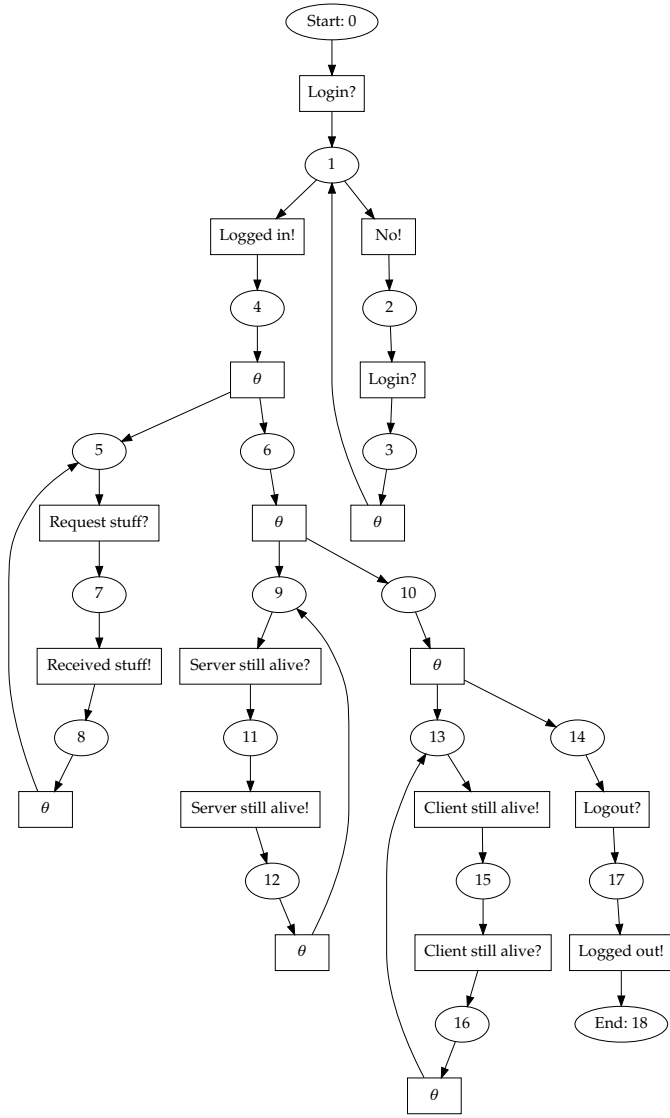 Start: 0
Login?
1
Logged in!
No!
4
2
θ
Login?
5
6
3
Request stuff?
θ
θ
7
9
10
Received stuff!
Server still alive?
θ
8
11
13
14
θ
Server still alive!
Client still alive!
Logout?
12
15
17
θ
Client still alive?
Logged out!
16
End: 18
θ